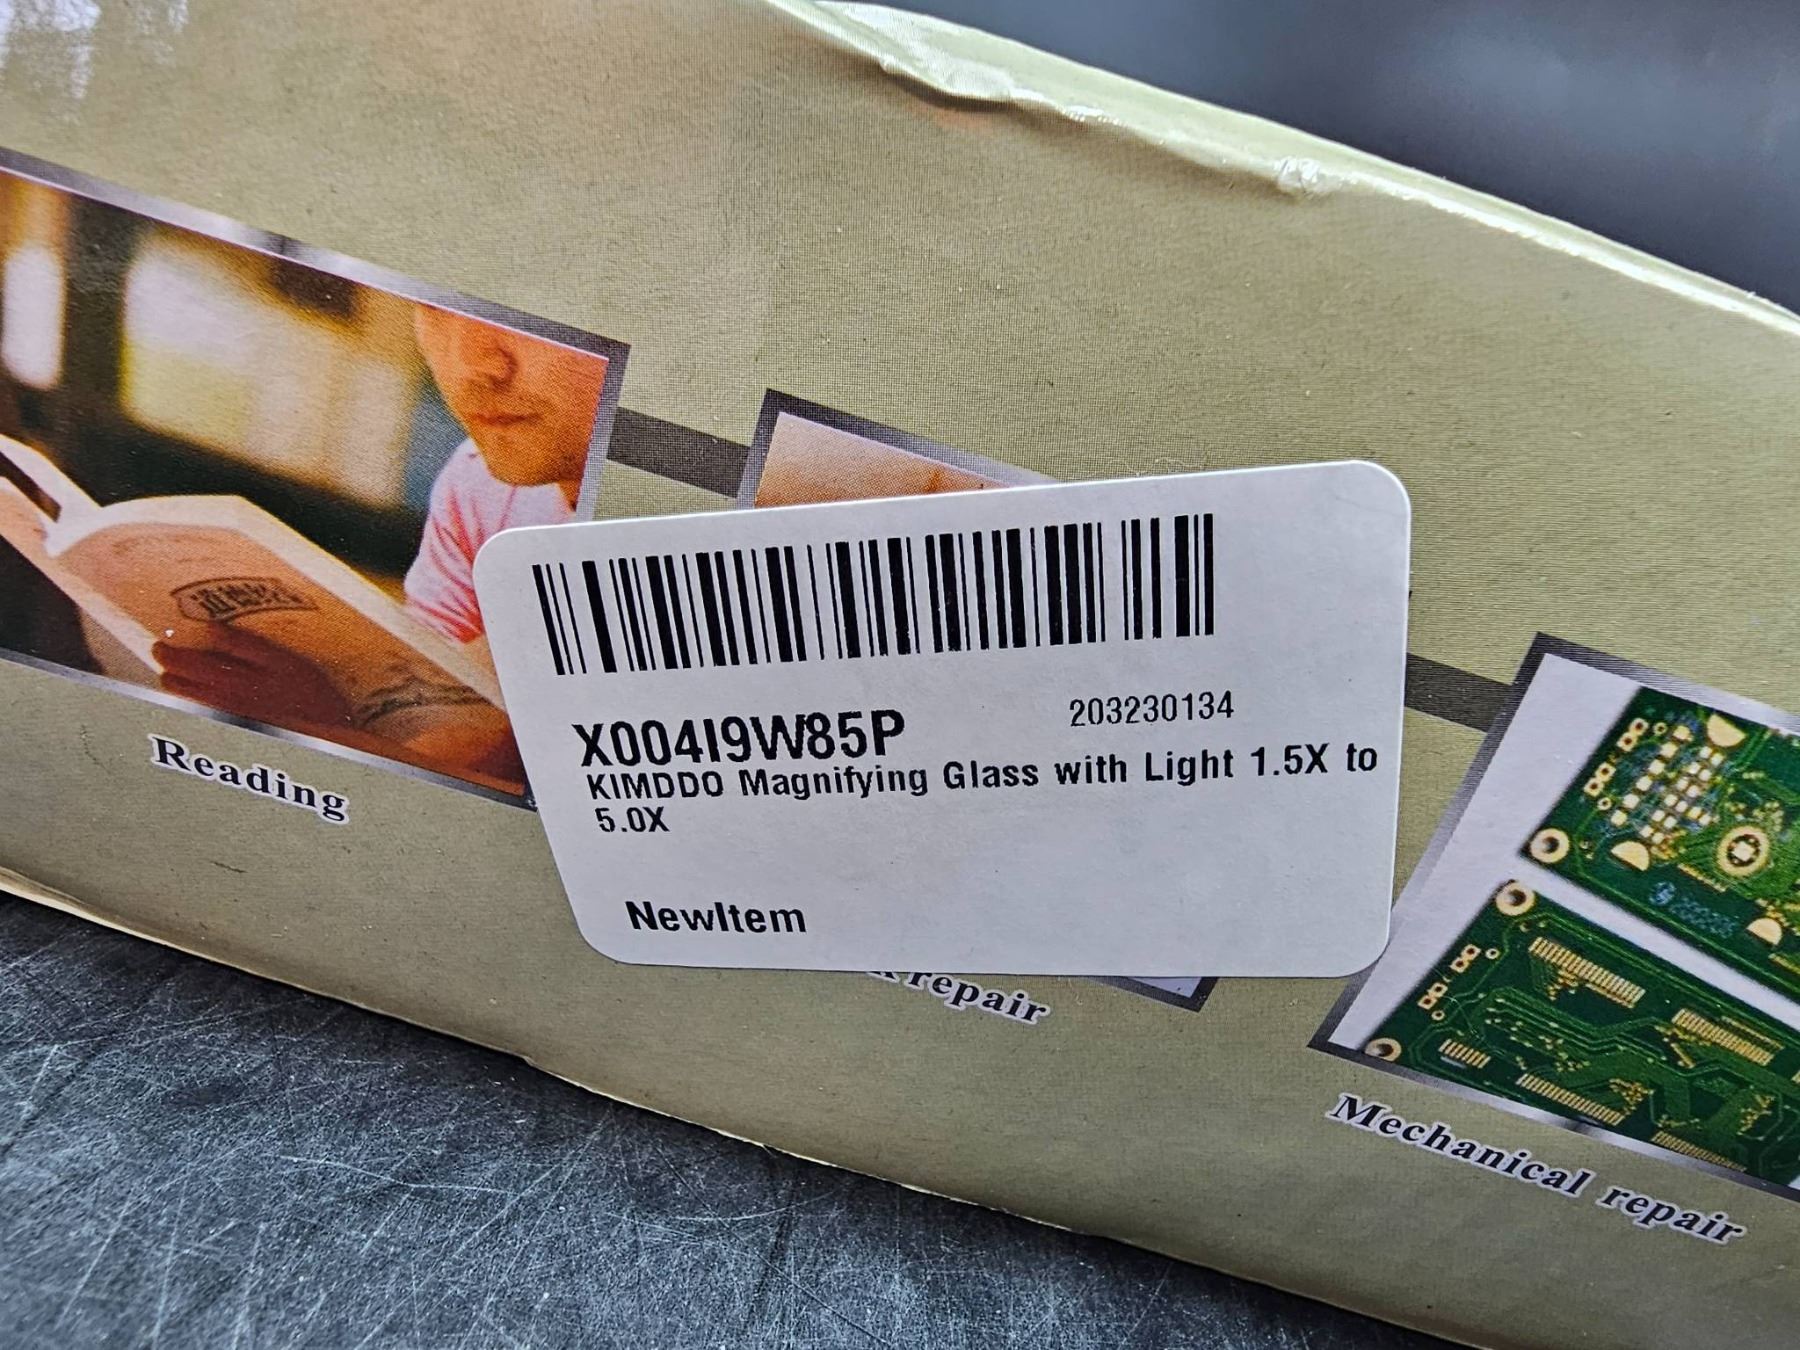 X004I9W85P
203230134
KIMDDO Magnifying Glass with Light 1.5X to
5.0X
NewItem
Reading
repair
Mechanical repair